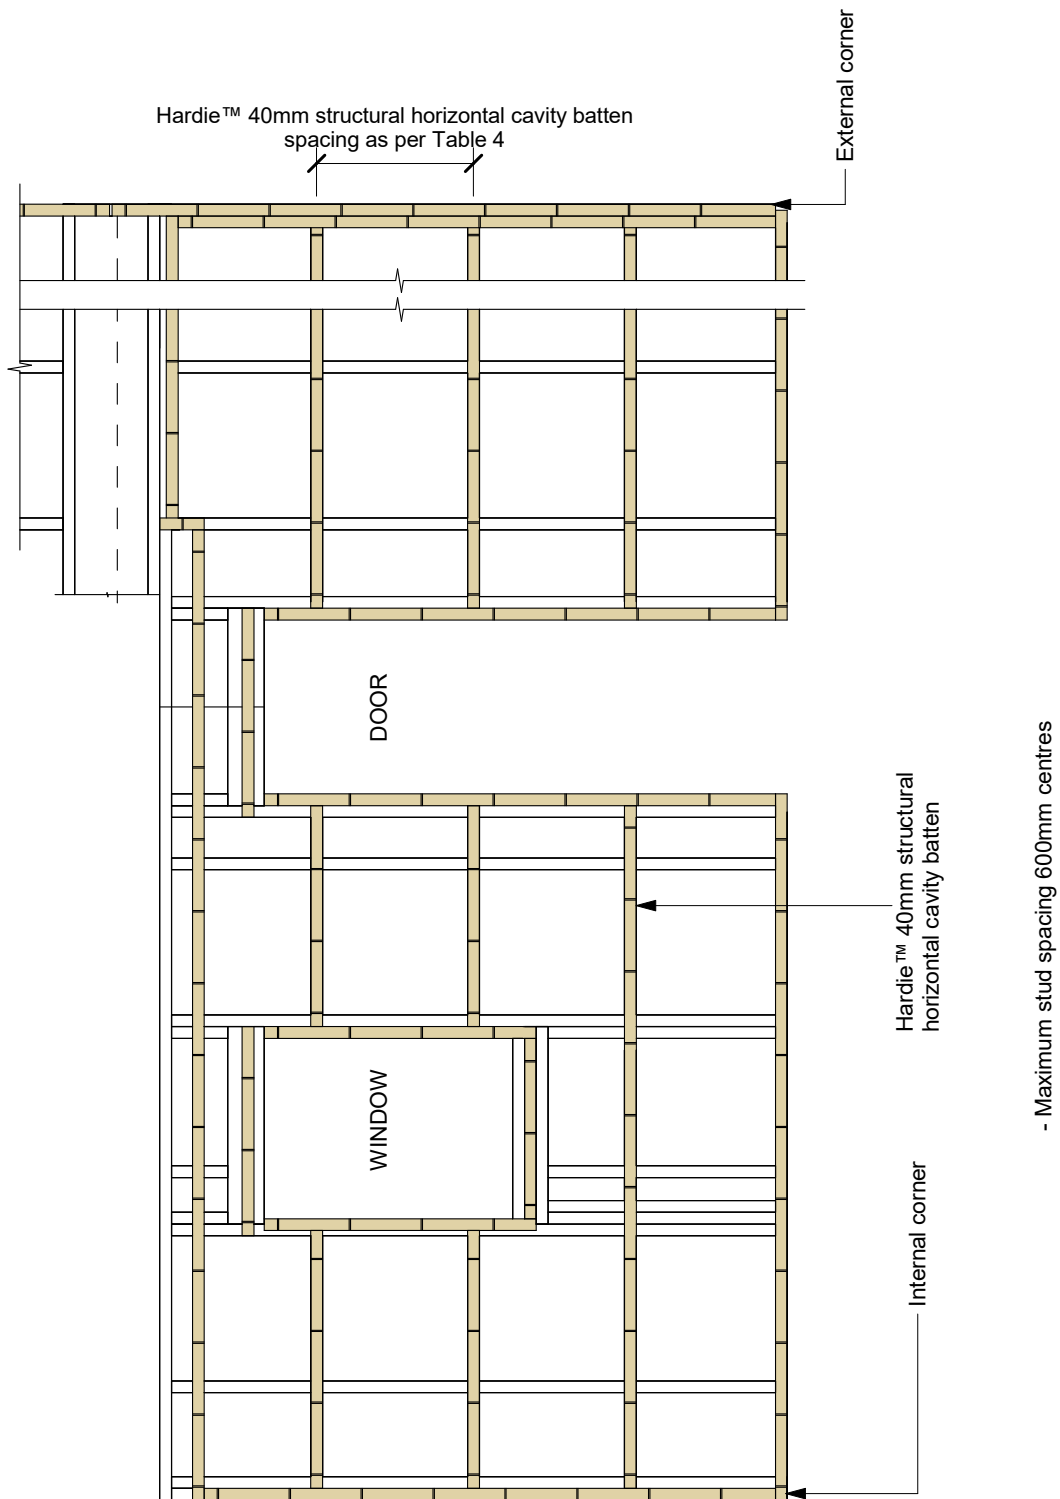 Hardie™ 40mm structural horizontal cavity batten
spacing as per Table 4
External corner
DOOR
Hardie™ 40mm structural
horizontal cavity batten
WINDOW
Internal corner
- Maximum stud spacing 600mm centres